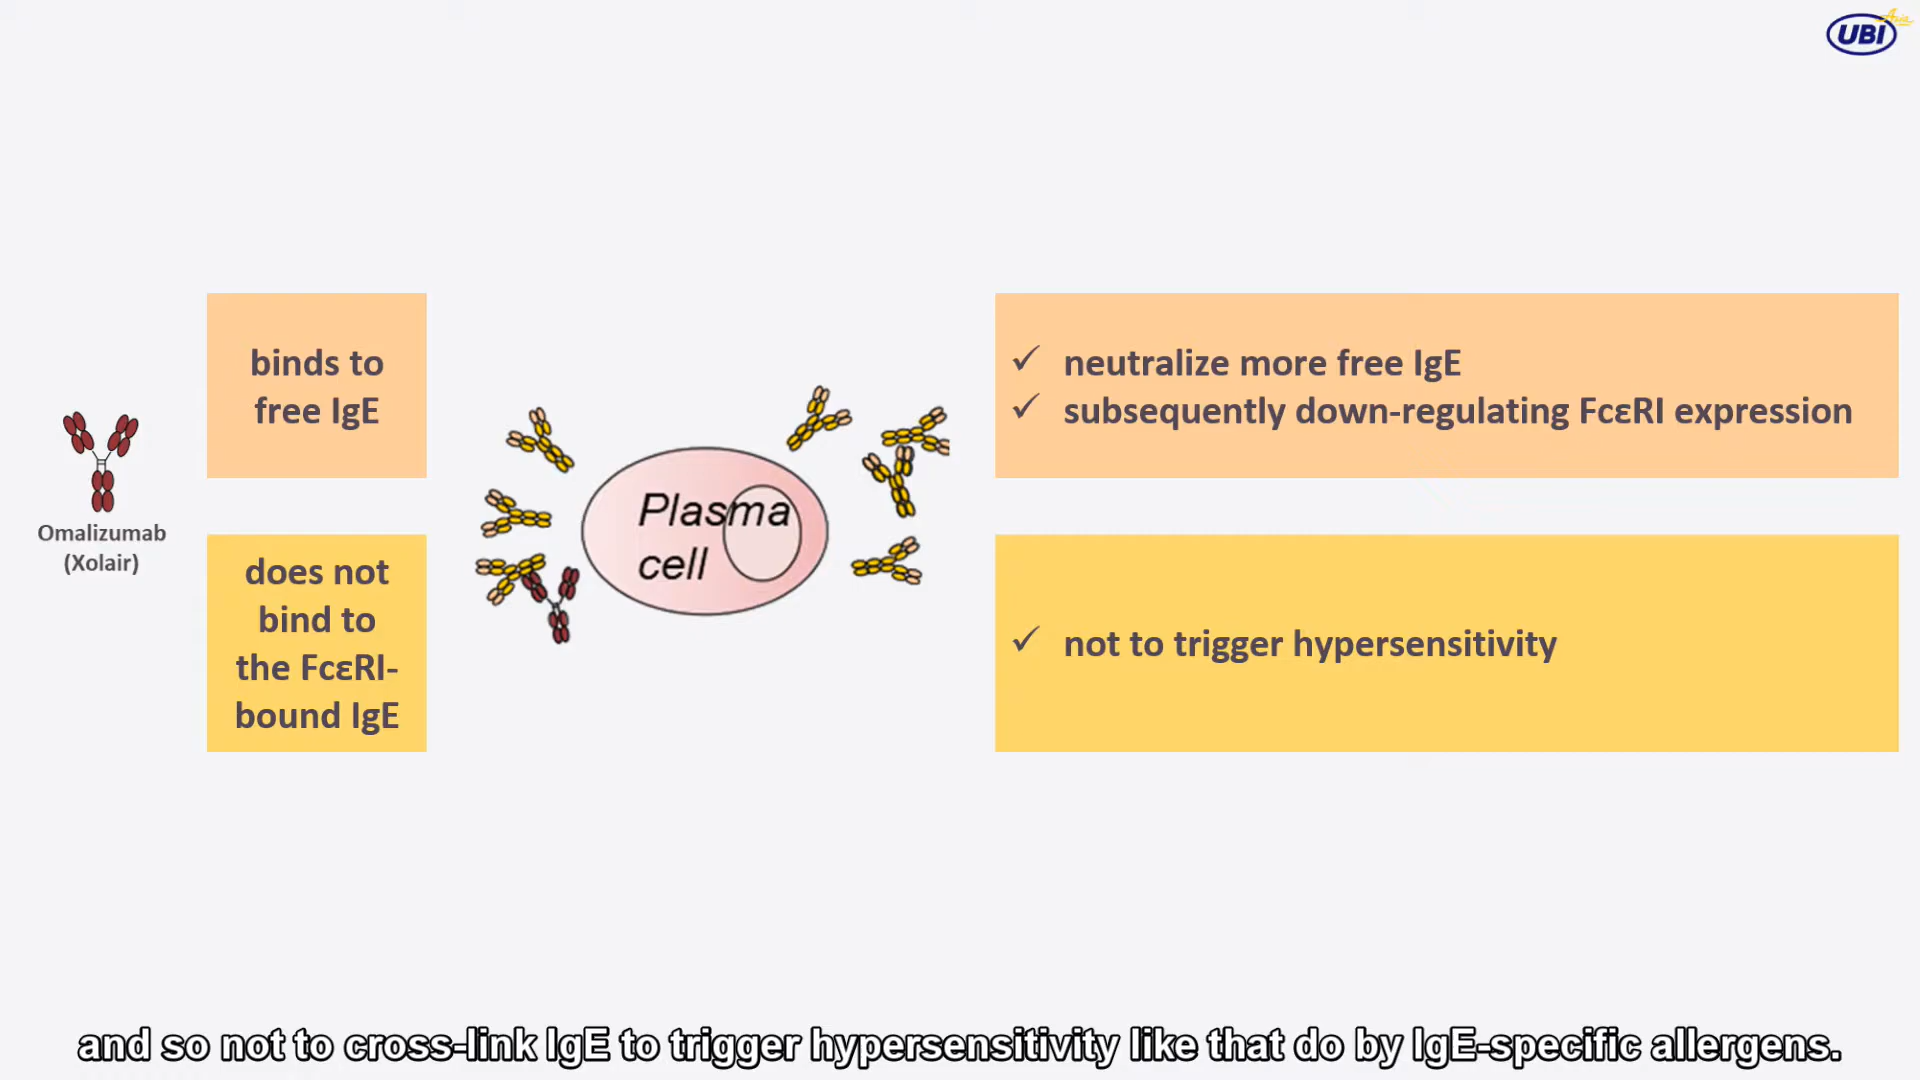 UBI Asia
binds to
free IgE
✓ neutralize more free IgE
✓ subsequently down-regulating FcεRI expression
Omalizumab
(Xolair)
Plasma
cell
does not
bind to
the FcεRI-
bound IgE
✓ not to trigger hypersensitivity
and so not to cross-link IgE to trigger hypersensitivity like that do by IgE-specific allergens.